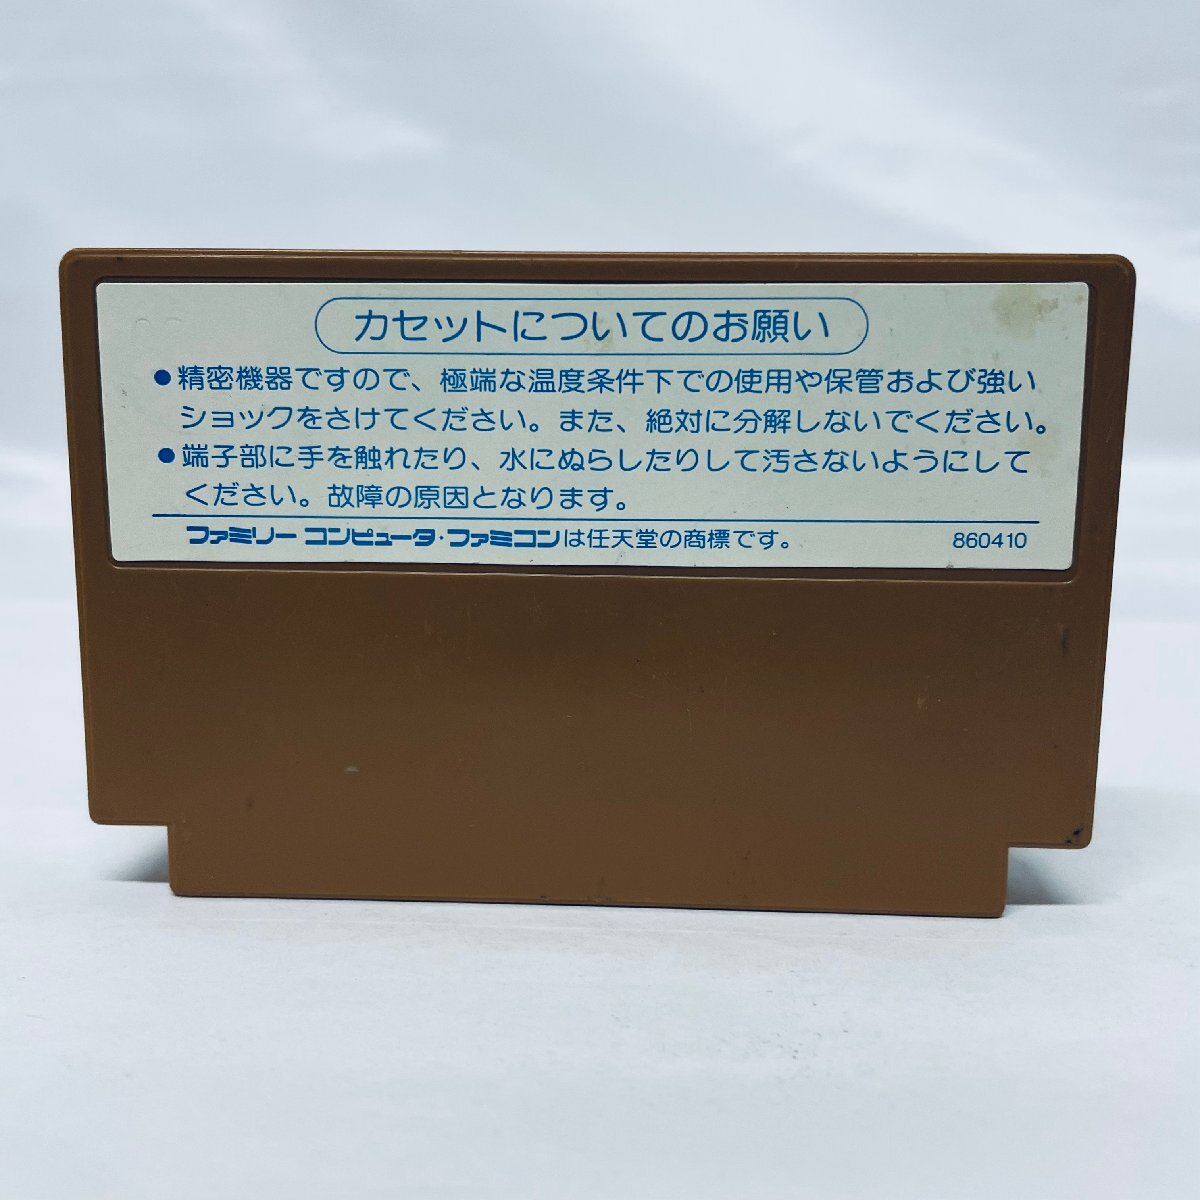 カセットについてのお願い
●精密機器ですので、極端な温度条件下での使用や保管および強い
ショックをさけてください。また、絶対に分解しないでください。
●端子部に手を触れたり、水にぬらしたりして汚さないようにして
ください。故障の原因となります。
ファミリー コンピュータ・ファミコンは任天堂の商標です。 860410